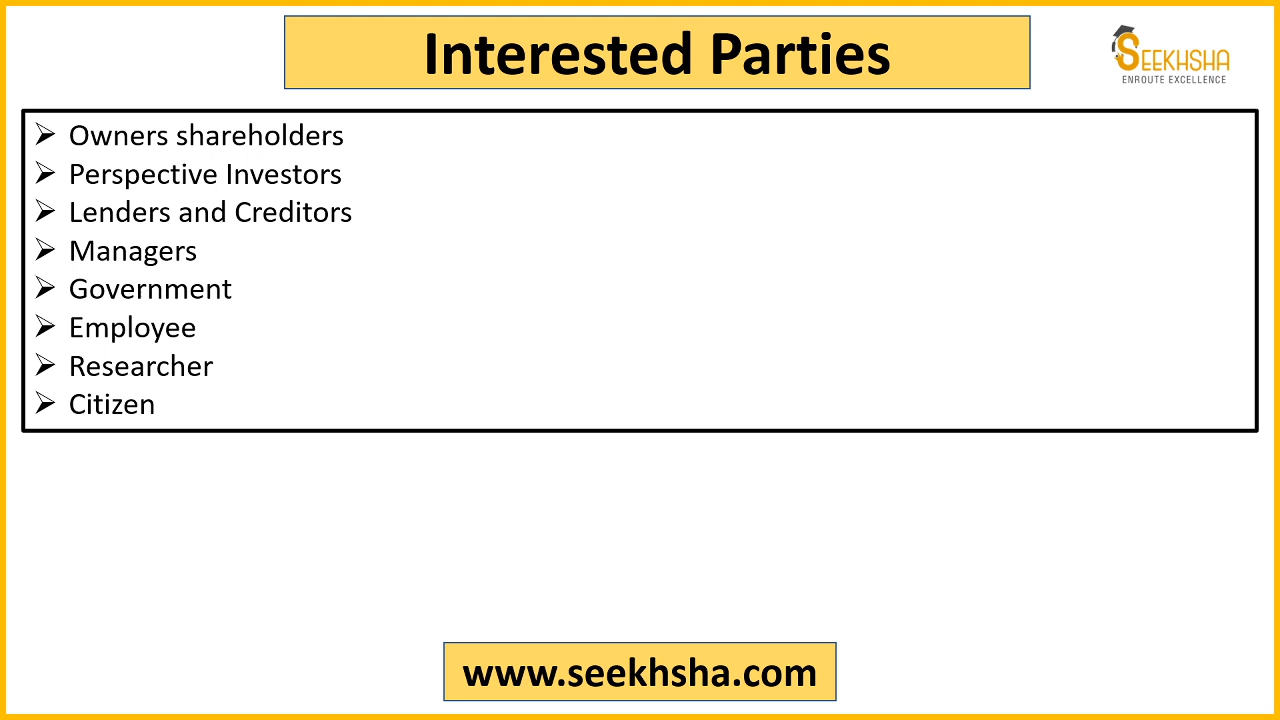 Interested Parties
SEEKHSHA
ENROUTE EXCELLENCE
➢ Owners shareholders
➢ Perspective Investors
➢ Lenders and Creditors
➢ Managers
➢ Government
➢ Employee
➢ Researcher
➢ Citizen
www.seekhsha.com